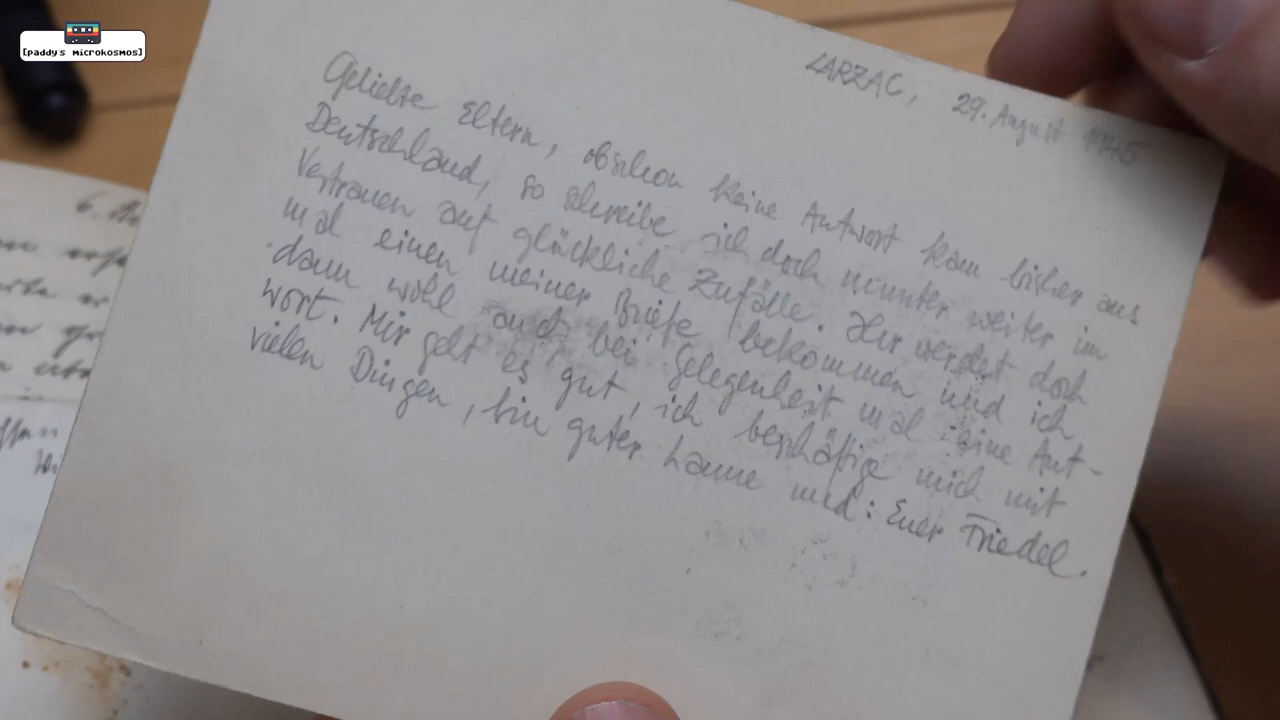 [paddy's microkosmos]
LARZAC, 29. August 1945
Geliebte Eltern, obschon keine Antwort kam bisher aus
Deutschland, so schreibe ich doch munter weiter im
Vertrauen auf glückliche Zufälle. Ihr werdet doch
mal einen meiner Briefe bekommen und ich
dann wohl auch bei Gelegenheit mal eine Ant-
wort. Mir geht es gut, ich beschäftige mich mit
vielen Dingen, bin guter Laune und: Euer Friedel.